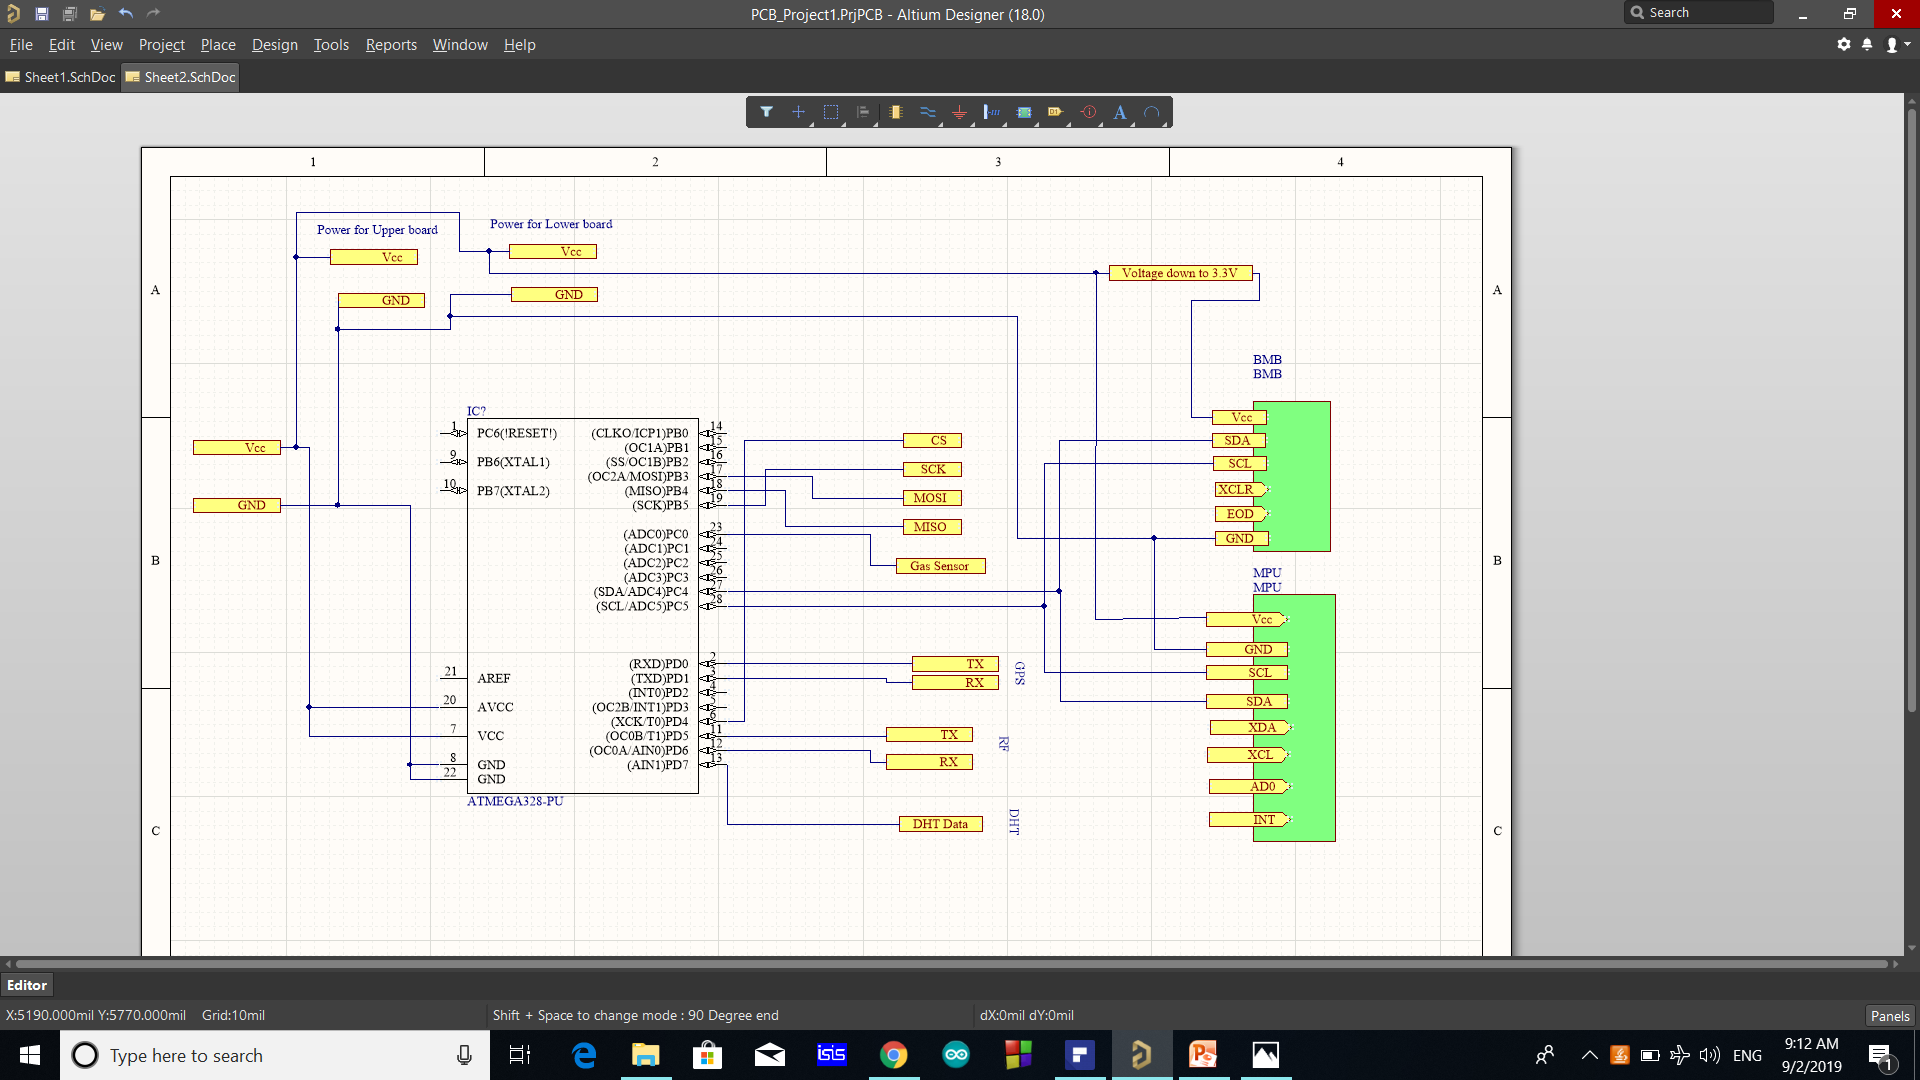 PCB_Project1.PrjPCB - Altium Designer (18.0)
Search
File Edit View Project Place Design Tools Reports Window Help
Sheet1.SchDoc Sheet2.SchDoc
1 2 3 4
Power for Upper board
Power for Lower board
Vcc
Vcc
GND
GND
Voltage down to 3.3V
A
A
BMB
BMB
Vcc
SDA
SCL
XCLR
EOD
GND
Vcc
GND
IC?
1 PC6(!RESET!)
9 PB6(XTAL1)
10 PB7(XTAL2)
21 AREF
20 AVCC
7 VCC
8 GND
22 GND
(CLKO/ICP1)PB0 14
(OC1A)PB1 15
(SS/OC1B)PB2 16
(OC2A/MOSI)PB3 17
(MISO)PB4 18
(SCK)PB5 19
(ADC0)PC0 23
(ADC1)PC1 24
(ADC2)PC2 25
(ADC3)PC3 26
(SDA/ADC4)PC4 27
(SCL/ADC5)PC5 28
(RXD)PD0 2
(TXD)PD1 3
(INT0)PD2 4
(OC2B/INT1)PD3 5
(XCK/T0)PD4 6
(OC0B/T1)PD5 11
(OC0A/AIN0)PD6 12
(AIN1)PD7 13
ATMEGA328-PU
CS
SCK
MOSI
MISO
Gas Sensor
TX
RX
GPS
TX
RX
RF
DHT Data
DHT
B
B
MPU
MPU
Vcc
GND
SCL
SDA
XDA
XCL
AD0
INT
C
C
Editor
X:5190.000mil Y:5770.000mil Grid:10mil
Shift + Space to change mode : 90 Degree end
dX:0mil dY:0mil
Panels
Type here to search
isis
ENG
9:12 AM
9/2/2019
1